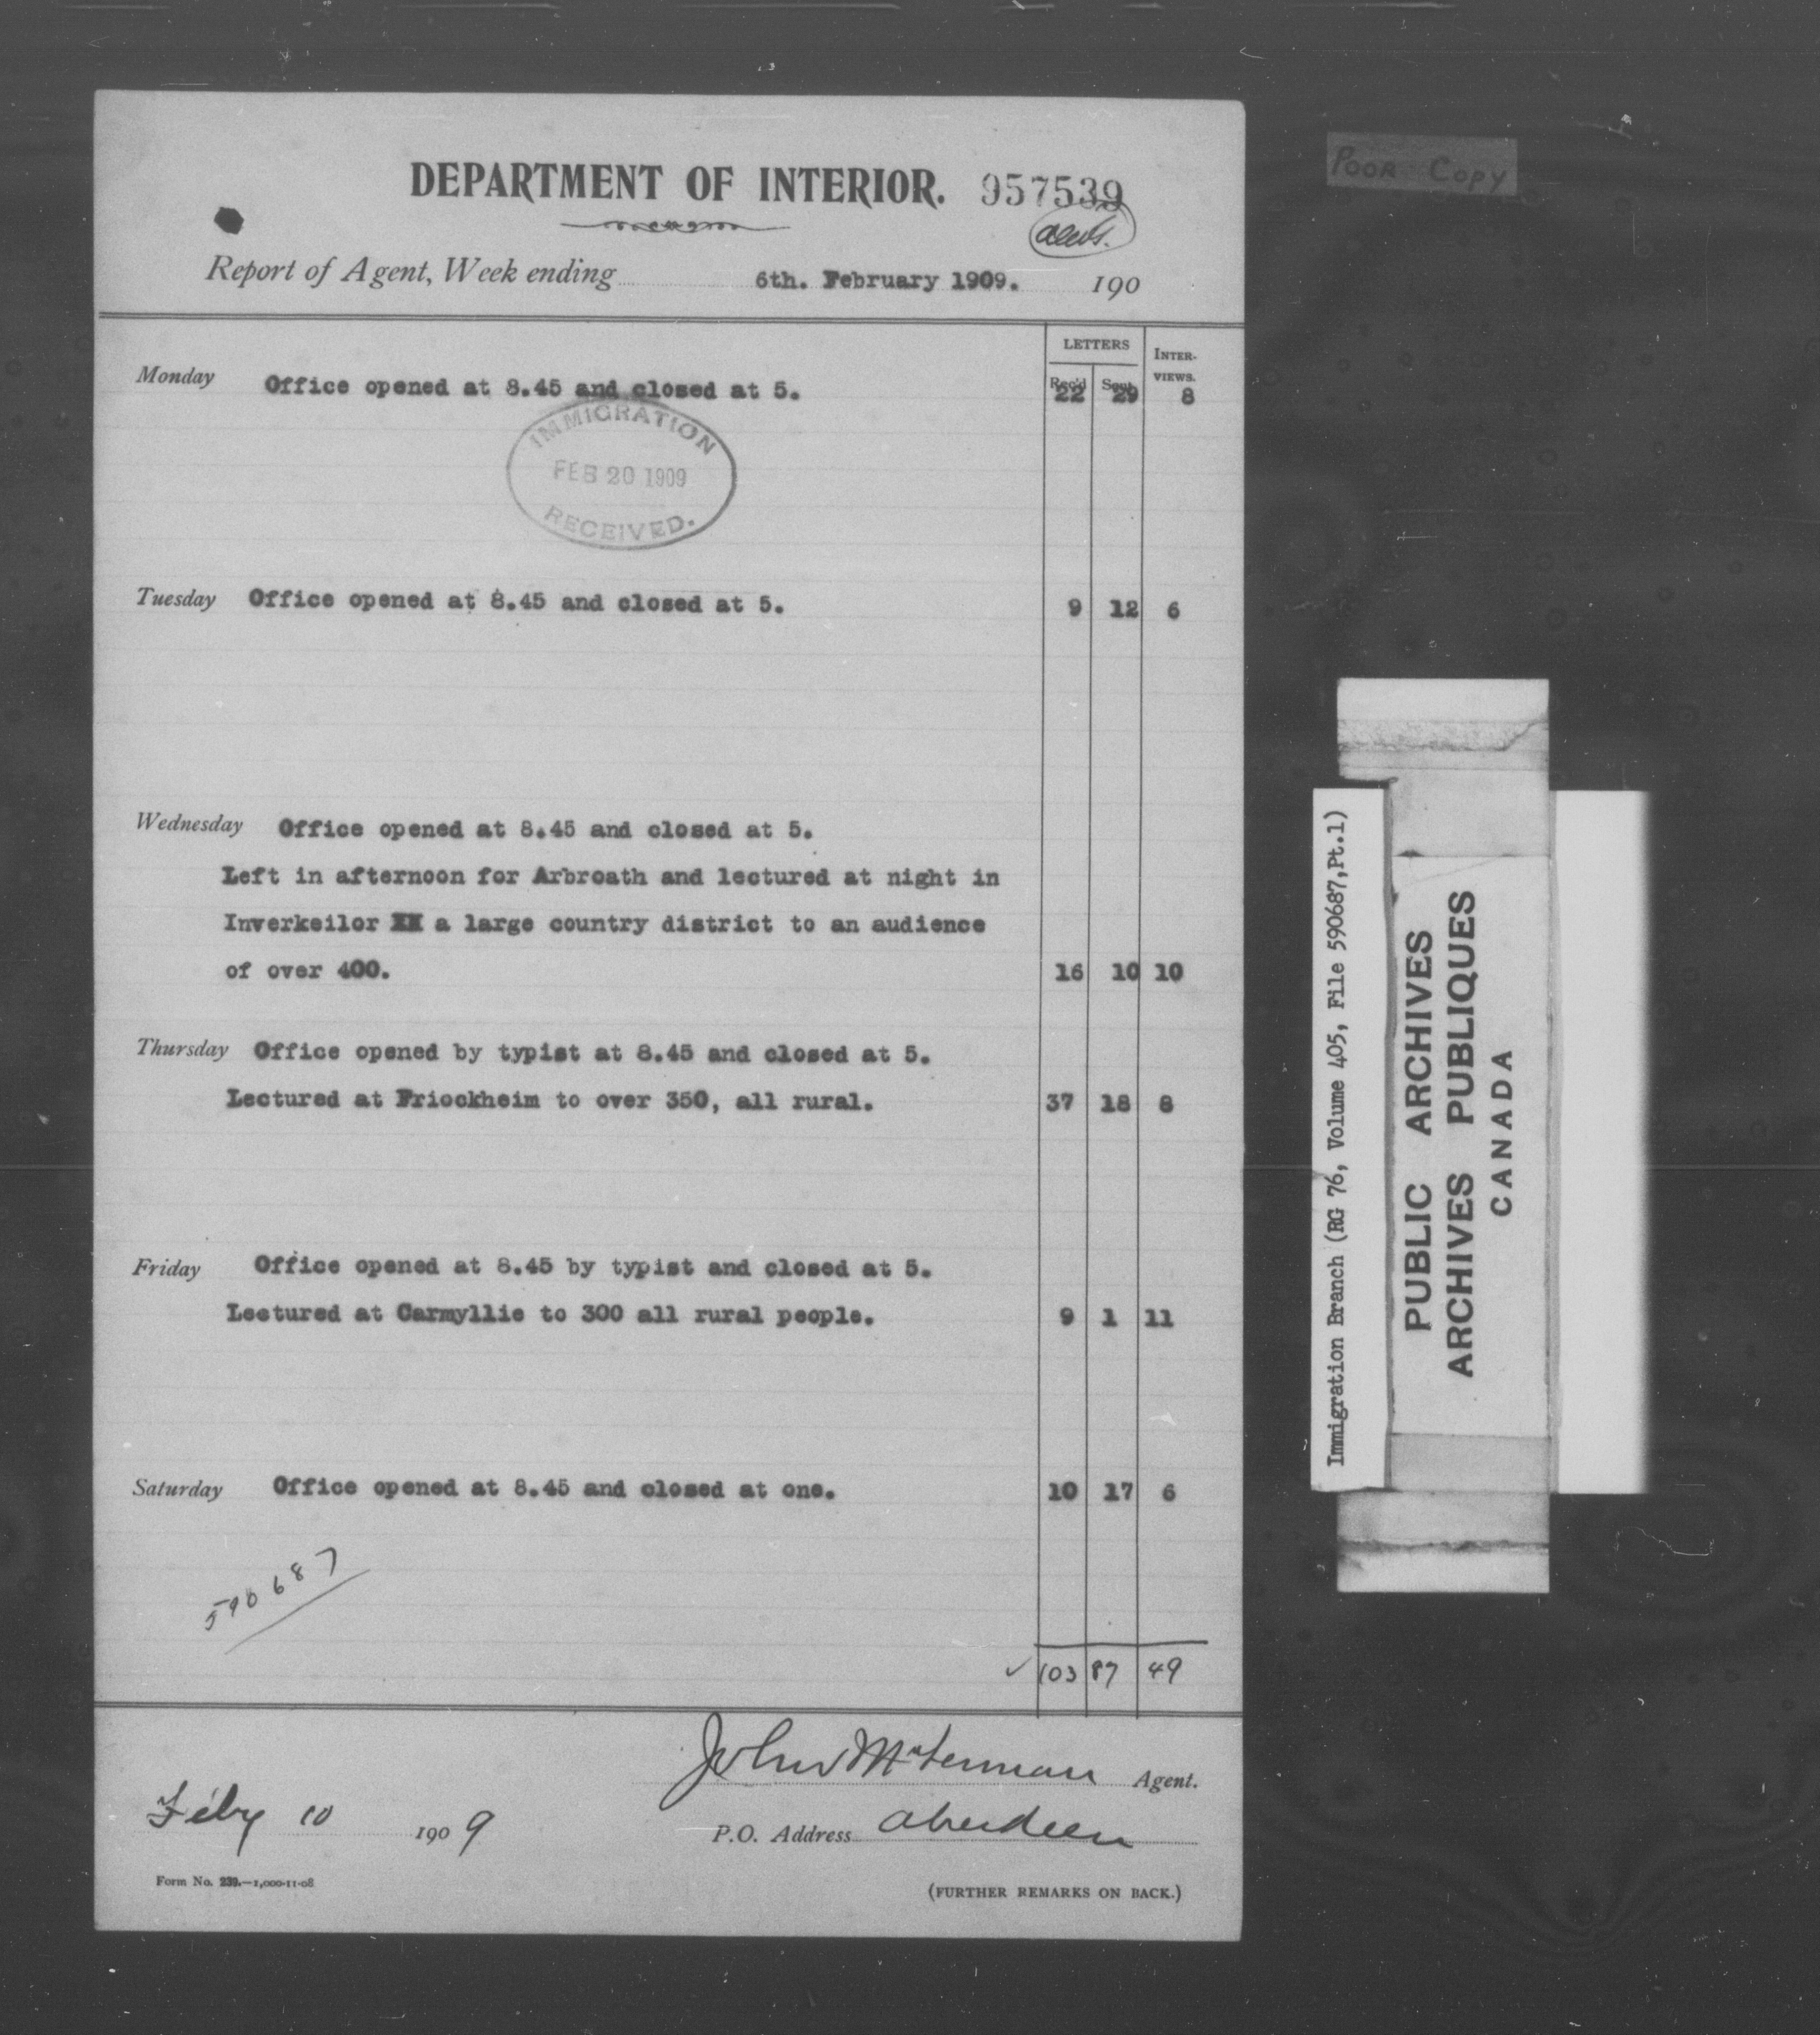 POOR COPY
DEPARTMENT OF INTERIOR. 957539
Report of Agent, Week ending 6th. February 1909. 190
LETTERS INTER-
Rec'd Sent VIEWS.
Monday Office opened at 8.45 and closed at 5. 22 29 8
IMMIGRATION
FEB 20 1909
RECEIVED.
Tuesday Office opened at 8.45 and closed at 5. 9 12 6
Wednesday Office opened at 8.45 and closed at 5.
Left in afternoon for Arbroath and lectured at night in
Inverkeilor XX a large country district to an audience
of over 400. 16 10 10
Thursday Office opened by typist at 8.45 and closed at 5.
Lectured at Friockheim to over 350, all rural. 37 18 8
Friday Office opened at 8.45 by typist and closed at 5.
Lectured at Carmyllie to 300 all rural people. 9 1 11
Saturday Office opened at 8.45 and closed at one. 10 17 6
590687
✓ 103 87 49
John McLennan Agent.
Feby 10 1909
P.O. Address Aberdeen
Form No. 239.—1,000-11-08
(FURTHER REMARKS ON BACK.)
Immigration Branch (RG 76, Volume 405, File 590687,Pt.1)
PUBLIC ARCHIVES
ARCHIVES PUBLIQUES
CANADA